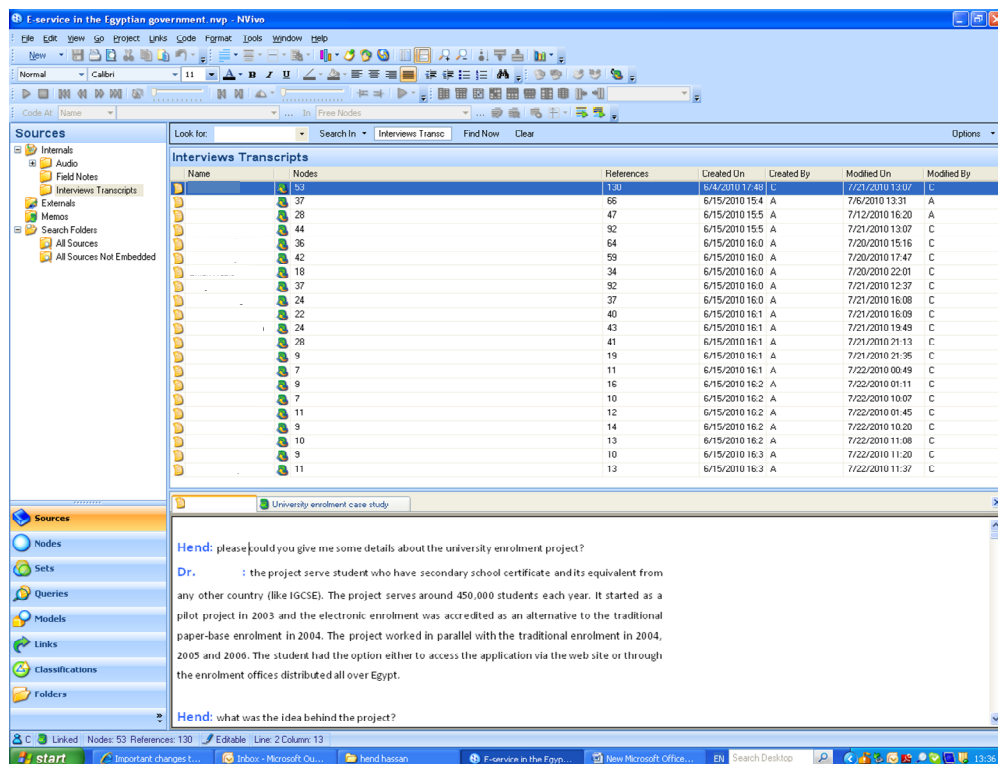 E-service in the Egyptian government.nvp - NVivo
File Edit View Go Project Links Code Format Tools Window Help
New
Normal Calibri 11 A B I U
Code At Name In Free Nodes
Sources
Look for: Search In Interviews Transc Find Now Clear Options
Internals
Audio
Field Notes
Interviews Transcripts
Externals
Memos
Search Folders
All Sources
All Sources Not Embedded
Interviews Transcripts
Name Nodes References Created On Created By Modified On Modified By
53 130 6/4/2010 17:48 C 7/21/2010 13:07 C
37 66 6/15/2010 15:4 A 7/6/2010 13:31 A
28 47 6/15/2010 15:5 A 7/12/2010 16:20 A
44 92 6/15/2010 15:5 A 7/21/2010 13:07 C
36 64 6/15/2010 16:0 A 7/20/2010 15:16 C
42 59 6/15/2010 16:0 A 7/20/2010 17:47 C
18 34 6/15/2010 16:0 A 7/20/2010 22:01 C
37 92 6/15/2010 16:0 A 7/21/2010 12:37 C
24 37 6/15/2010 16:0 A 7/21/2010 16:08 C
22 40 6/15/2010 16:1 A 7/21/2010 16:09 C
24 43 6/15/2010 16:1 A 7/21/2010 19:49 C
28 41 6/15/2010 16:1 A 7/21/2010 21:13 C
9 19 6/15/2010 16:1 A 7/21/2010 21:35 C
7 11 6/15/2010 16:1 A 7/22/2010 00:49 C
9 16 6/15/2010 16:2 A 7/22/2010 01:11 C
7 10 6/15/2010 16:2 A 7/22/2010 10:07 C
11 12 6/15/2010 16:2 A 7/22/2010 01:45 C
9 14 6/15/2010 16:2 A 7/22/2010 10:20 C
10 13 6/15/2010 16:2 A 7/22/2010 11:08 C
9 10 6/15/2010 16:3 A 7/22/2010 11:20 C
11 13 6/15/2010 16:3 A 7/22/2010 11:37 C
Sources
Nodes
Sets
Queries
Models
Links
Classifications
Folders
University enrolment case study
Hend: please could you give me some details about the university enrolment project?
Dr. : the project serve student who have secondary school certificate and its equivalent from
any other country (like IGCSE). The project serves around 450,000 students each year. It started as a
pilot project in 2003 and the electronic enrolment was accredited as an alternative to the traditional
paper-base enrolment in 2004. The project worked in parallel with the traditional enrolment in 2004,
2005 and 2006. The student had the option either to access the application via the web site or through
the enrolment offices distributed all over Egypt.
Hend: what was the idea behind the project?
C Linked Nodes: 53 References: 130 Editable Line: 2 Column: 13
start Important changes t... Inbox - Microsoft Ou... hend hassan E-service in the Egyp... New Microsoft Office... EN Search Desktop 13:36